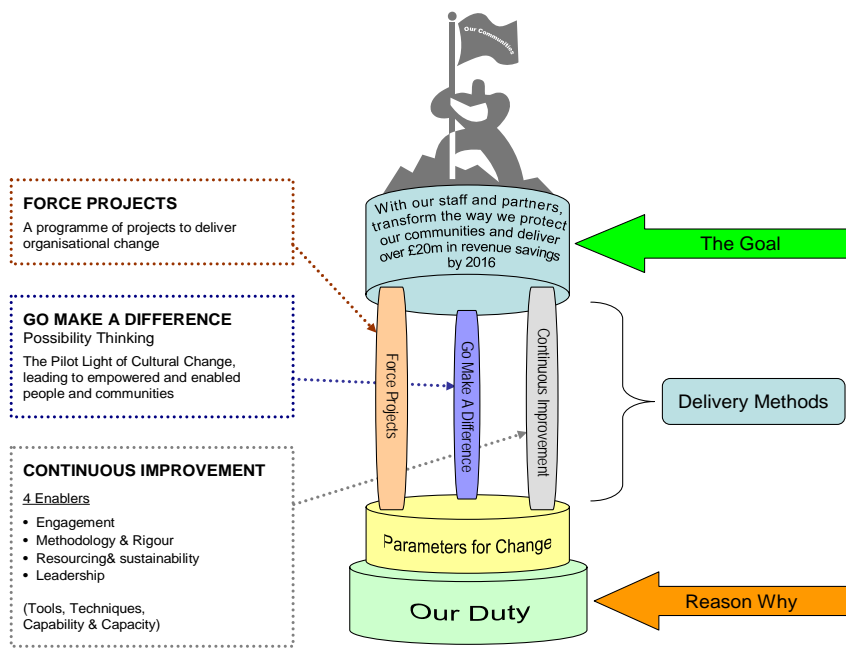 Our Communities
With our staff and partners,
transform the way we protect
our communities and deliver
over £20m in revenue savings
by 2016
The Goal
FORCE PROJECTS
A programme of projects to deliver
organisational change
GO MAKE A DIFFERENCE
Possibility Thinking
The Pilot Light of Cultural Change,
leading to empowered and enabled
people and communities
CONTINUOUS IMPROVEMENT
4 Enablers
• Engagement
• Methodology & Rigour
• Resourcing& sustainability
• Leadership
(Tools, Techniques,
Capability & Capacity)
Force Projects
Go Make A Difference
Continuous Improvement
Delivery Methods
Parameters for Change
Our Duty
Reason Why